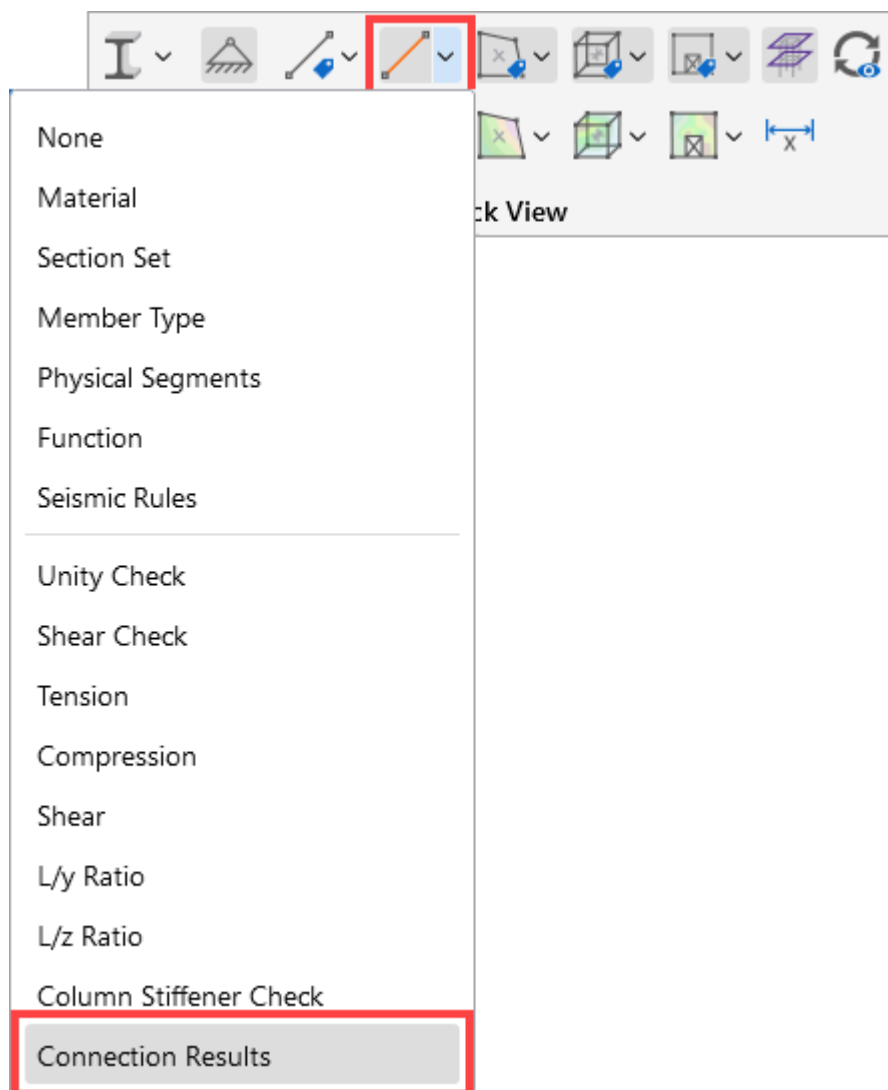 None
Material
Section Set
Member Type
Physical Segments
Function
Seismic Rules
Unity Check
Shear Check
Tension
Compression
Shear
L/y Ratio
L/z Ratio
Column Stiffener Check
Connection Results
x
View